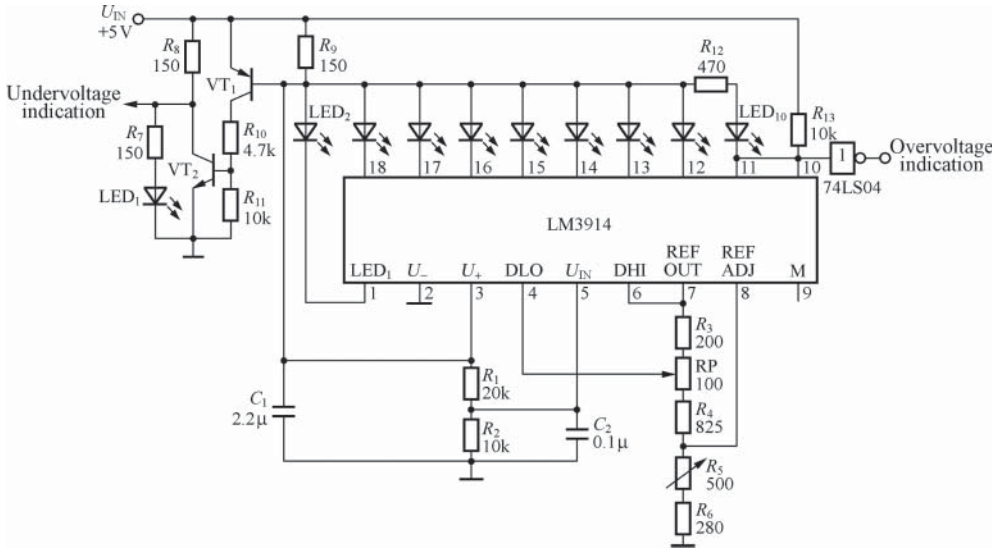 U_IN
+5V
R8
150
R9
150
R12
470
VT1
Undervoltage
indication
LED2
LED10
R13
10k
R7
150
R10
4.7k
Overvoltage
indication
1
18 17 16 15 14 13 12 11 10
74LS04
VT2
LED1
R11
10k
LM3914
LED1 U− U+ DLO U_IN DHI REF OUT REF ADJ M
1 2 3 4 5 6 7 8 9
R3
200
R1
20k
RP
100
C1
2.2μ
R2
10k
C2
0.1μ
R4
825
R5
500
R6
280